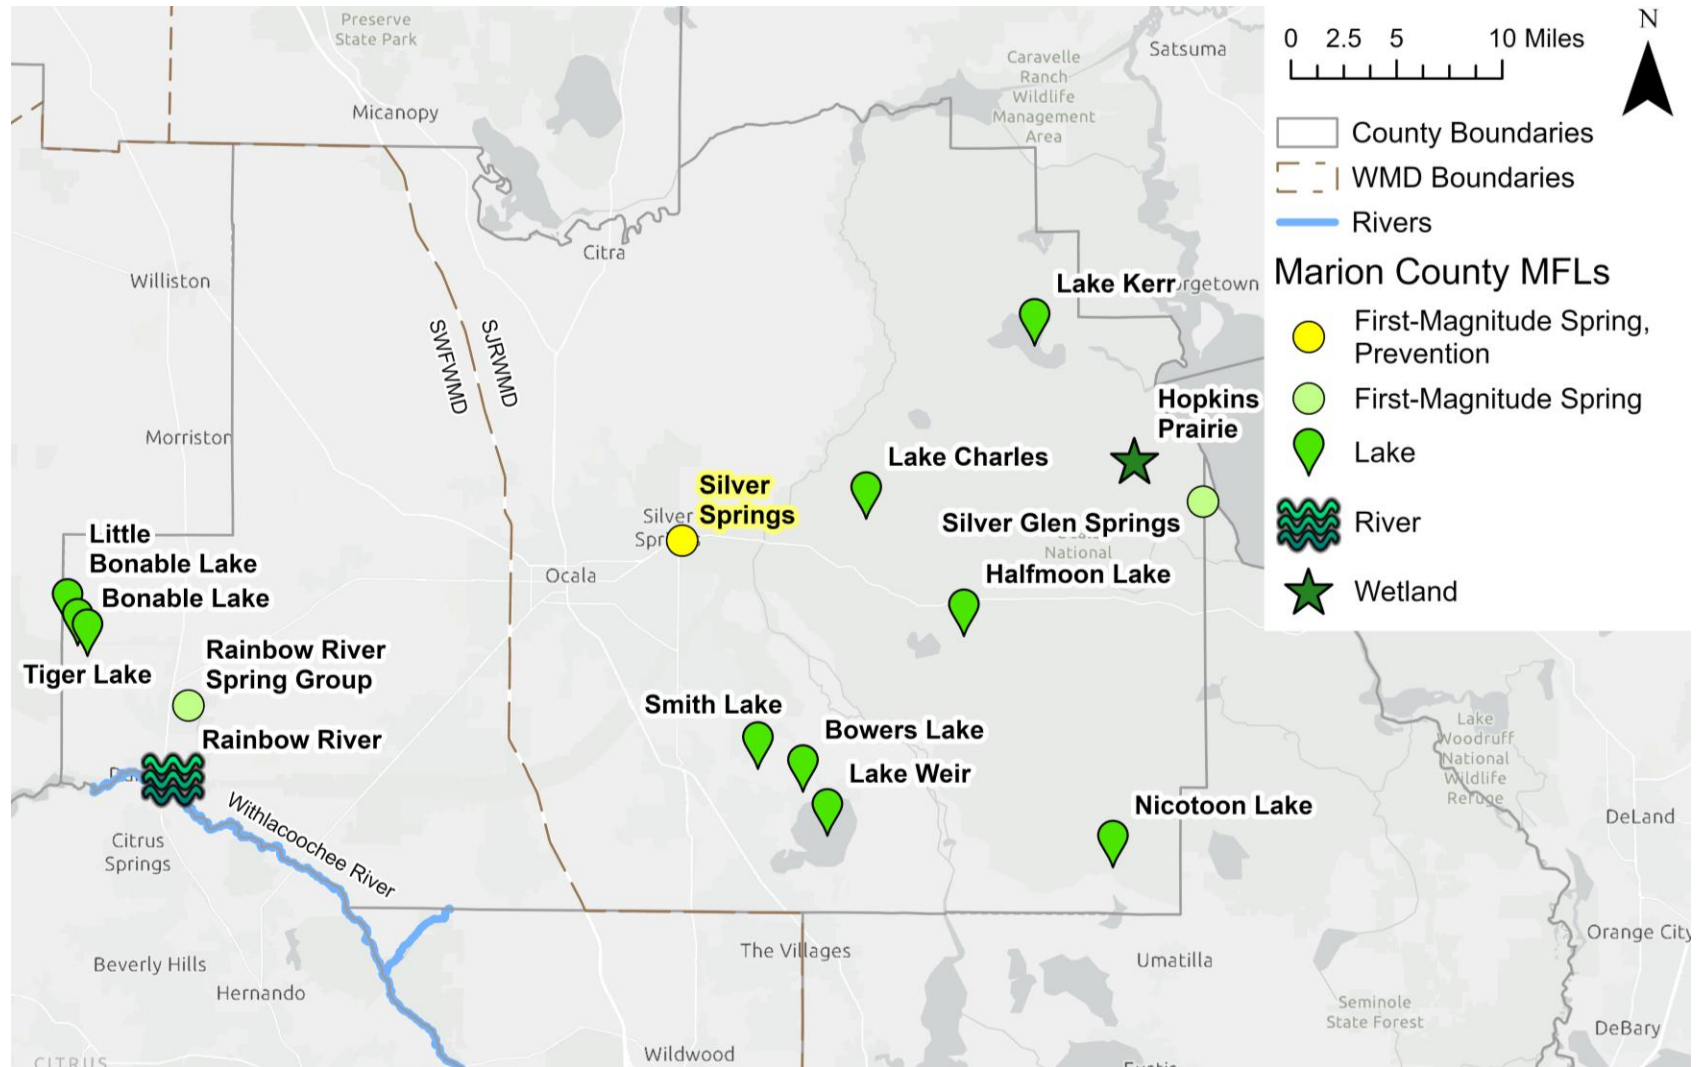 Preserve
State Park
Micanopy
Satsuma
Caravelle
Ranch
Wildlife
Management
Area
Citra
Williston
Lake Kerr
rgetown
SWFWMD
SJRWMD
Hopkins
Prairie
Morriston
Lake Charles
Silver
Springs
Silver
Silver Glen Springs
National
Little
Bonable Lake
Bonable Lake
Ocala
Halfmoon Lake
Tiger Lake
Rainbow River
Spring Group
Rainbow River
Smith Lake
Bowers Lake
Lake Weir
Nicotoon Lake
Withlacoochee River
Citrus
Springs
Lake
Woodruff
National
Wildlife
Refuge
DeLand
Beverly Hills
Hernando
The Villages
Umatilla
Orange City
Seminole
State Forest
DeBary
Wildwood
CITRUS
0 2.5 5 10 Miles
N
County Boundaries
WMD Boundaries
Rivers
Marion County MFLs
First-Magnitude Spring,
Prevention
First-Magnitude Spring
Lake
River
Wetland